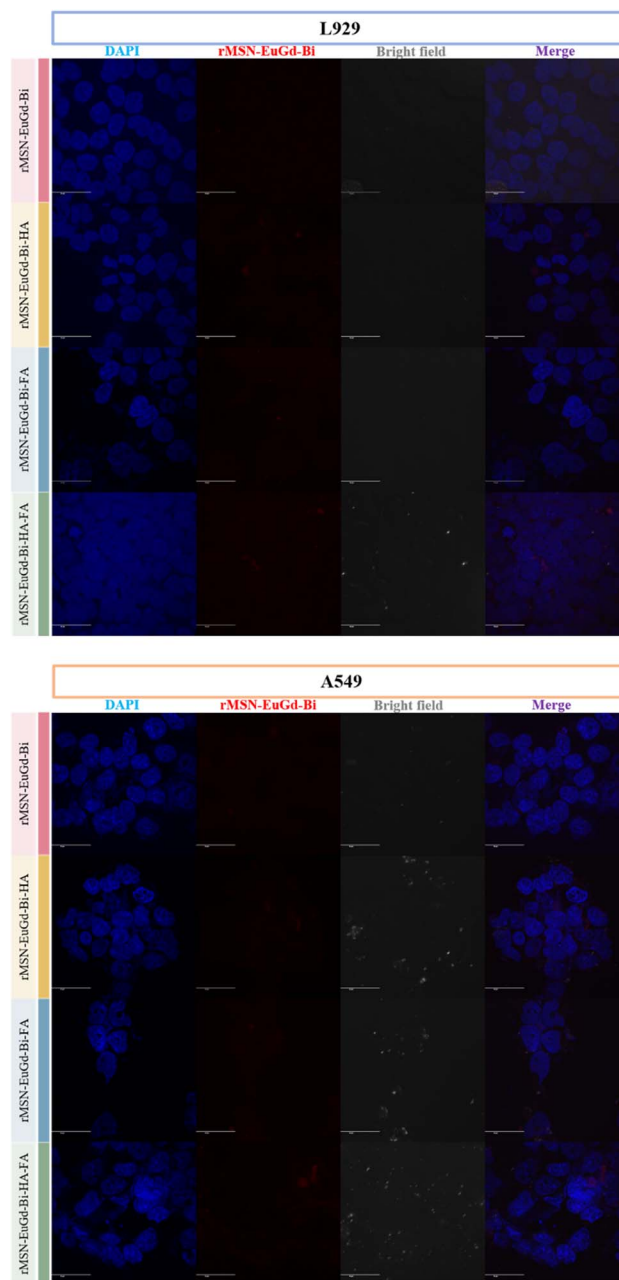 L929
DAPI rMSN-EuGd-Bi Bright field Merge
rMSN-EuGd-Bi
rMSN-EuGd-Bi-HA
rMSN-EuGd-Bi-FA
rMSN-EuGd-Bi-HA-FA
A549
DAPI rMSN-EuGd-Bi Bright field Merge
rMSN-EuGd-Bi
rMSN-EuGd-Bi-HA
rMSN-EuGd-Bi-FA
rMSN-EuGd-Bi-HA-FA